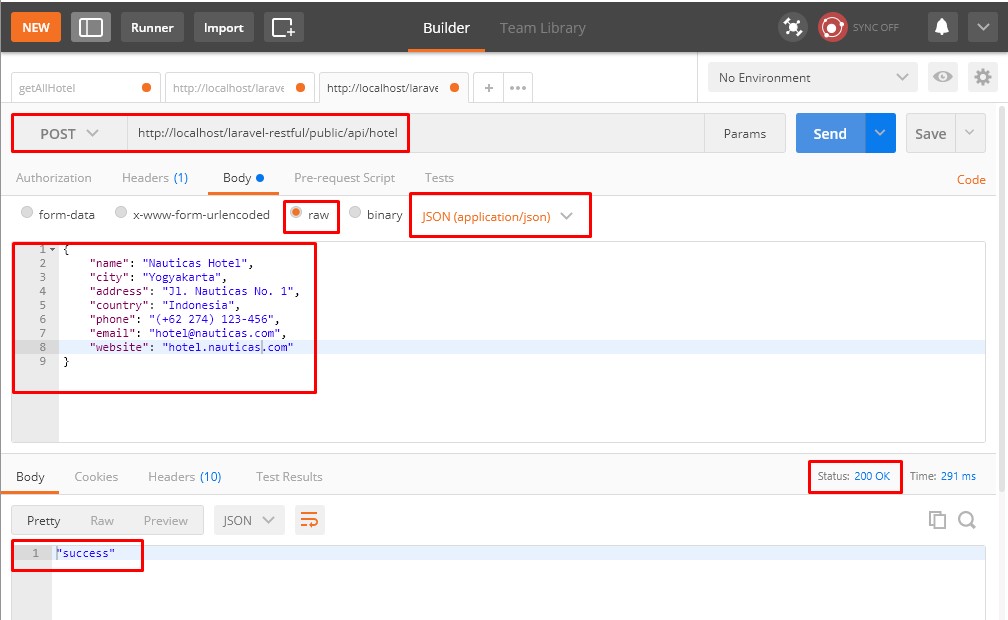 NEW Runner Import Builder Team Library SYNC OFF
getAllHotel http://localhost/larave http://localhost/larave + ••• No Environment
POST http://localhost/laravel-restful/public/api/hotel Params Send Save
Authorization Headers (1) Body Pre-request Script Tests Code
form-data x-www-form-urlencoded raw binary JSON (application/json)
1 {
2 "name": "Nauticas Hotel",
3 "city": "Yogyakarta",
4 "address": "Jl. Nauticas No. 1",
5 "country": "Indonesia",
6 "phone": "(+62 274) 123-456",
7 "email": "hotel@nauticas.com",
8 "website": "hotel.nauticas.com"
9 }
Body Cookies Headers (10) Test Results Status: 200 OK Time: 291 ms
Pretty Raw Preview JSON
1 "success"